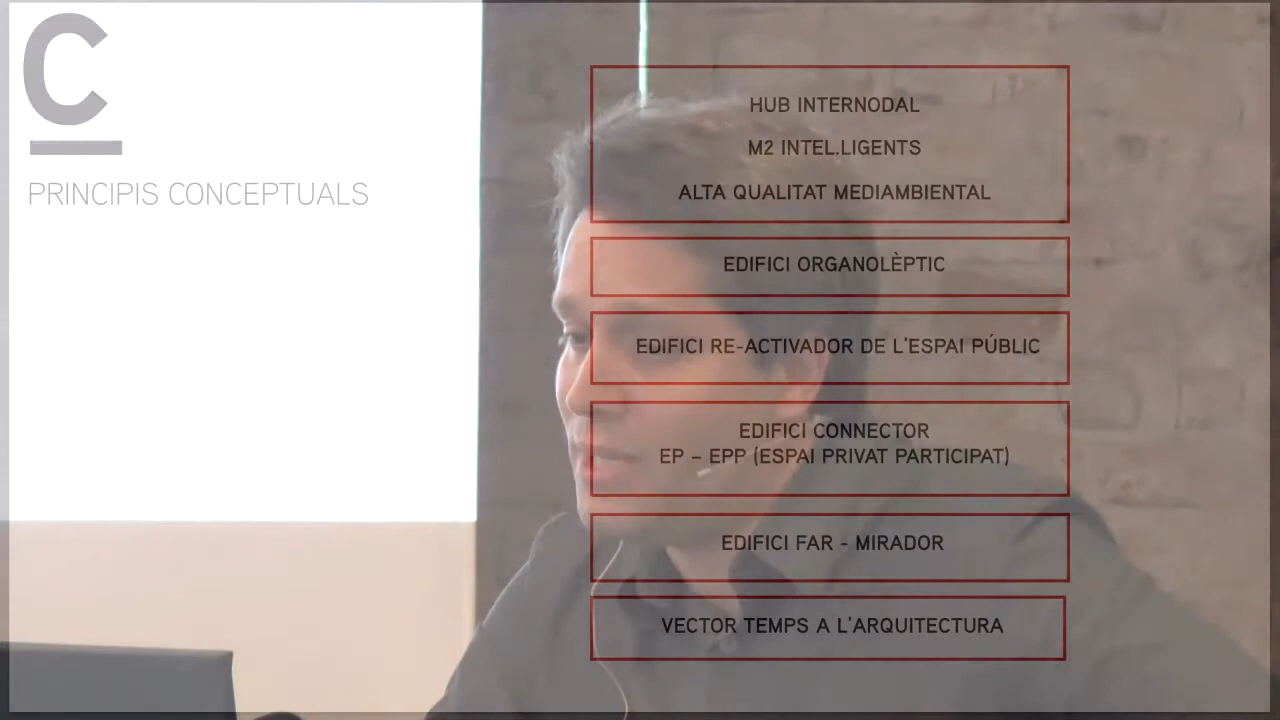 C
PRINCIPIS CONCEPTUALS
HUB INTERNODAL
M2 INTEL.LIGENTS
ALTA QUALITAT MEDIAMBIENTAL
EDIFICI ORGANOLÈPTIC
EDIFICI RE-ACTIVADOR DE L'ESPAI PÚBLIC
EDIFICI CONNECTOR
EP – EPP (ESPAI PRIVAT PARTICIPAT)
EDIFICI FAR - MIRADOR
VECTOR TEMPS A L'ARQUITECTURA